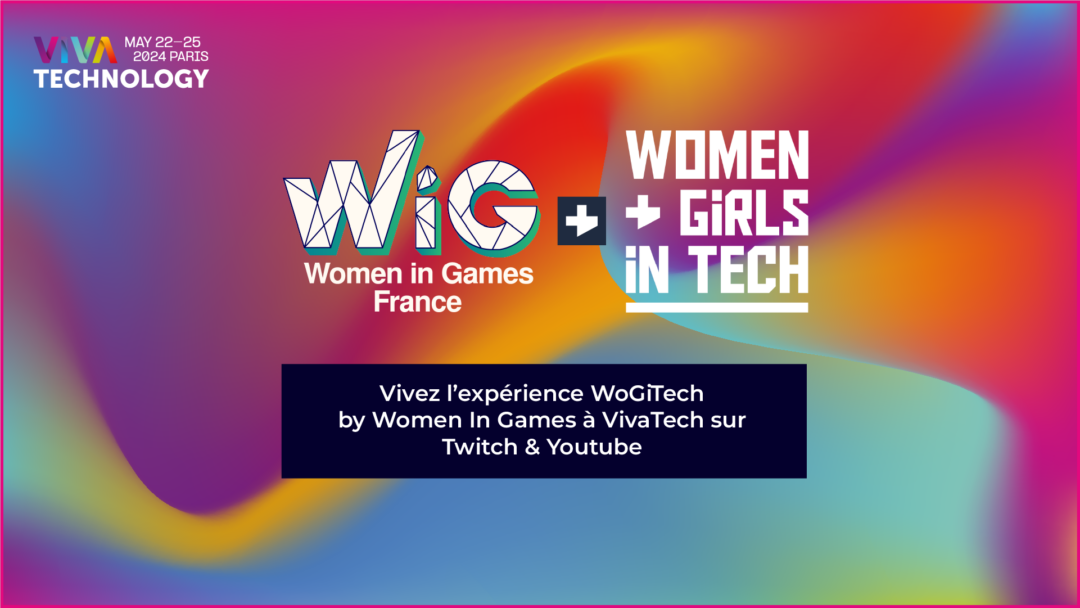 VIVA MAY 22–25
2024 PARIS
TECHNOLOGY
WiG
Women in Games
France
WOMEN
+ GiRLS
iN TECH
Vivez l’expérience WoGiTech
by Women In Games à VivaTech sur
Twitch & Youtube